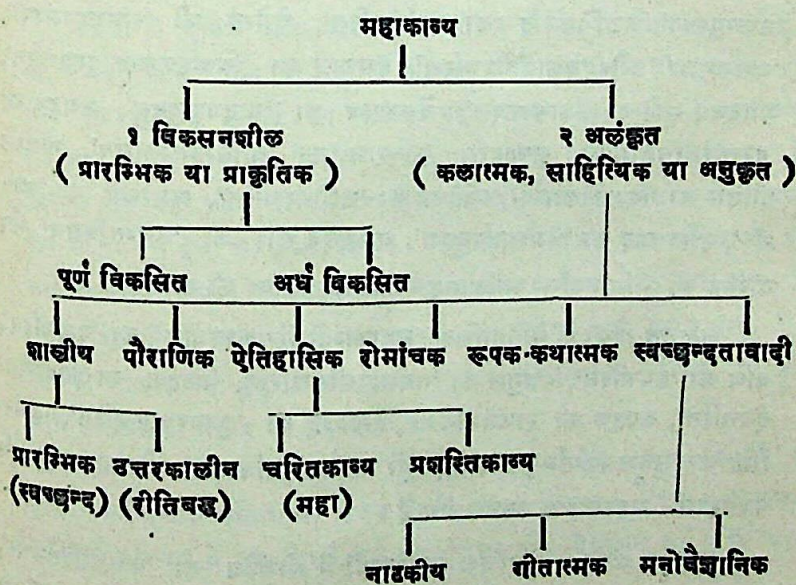 महाकाव्य
१ विकसनशील २ अलंकृत
( प्रारम्भिक या प्राकृतिक ) ( कलात्मक, साहित्यिक या अनुकृत )
पूर्ण विकसित अर्ध विकसित
शास्त्रीय पौराणिक ऐतिहासिक रोमांचक रूपक-कथात्मक स्वच्छन्दतावादी
प्रारम्भिक उत्तरकालीन चरितकाव्य प्रशस्तिकाव्य
(स्वच्छन्द) (रीतिबद्ध) (महा)
नाटकीय गीतात्मक मनोवैज्ञानिक